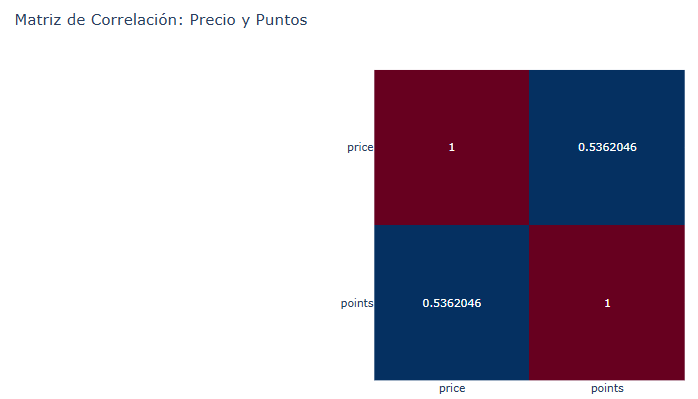 Matriz de Correlación: Precio y Puntos
price 1 0.5362046
points 0.5362046 1
price points